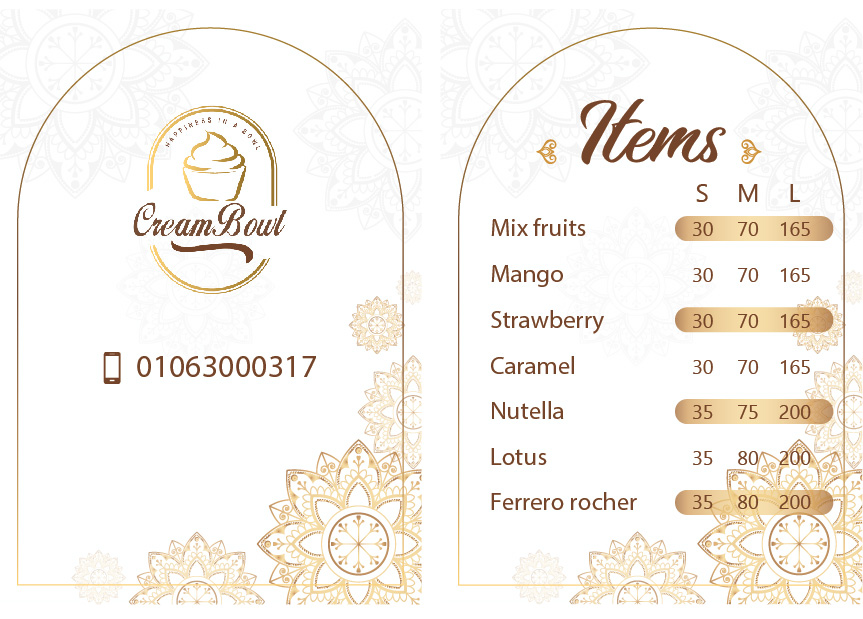 HAPPINESS IN A BOWL
CreamBowl
01063000317
Items
S M L
Mix fruits 30 70 165
Mango 30 70 165
Strawberry 30 70 165
Caramel 30 70 165
Nutella 35 75 200
Lotus 35 80 200
Ferrero rocher 35 80 200